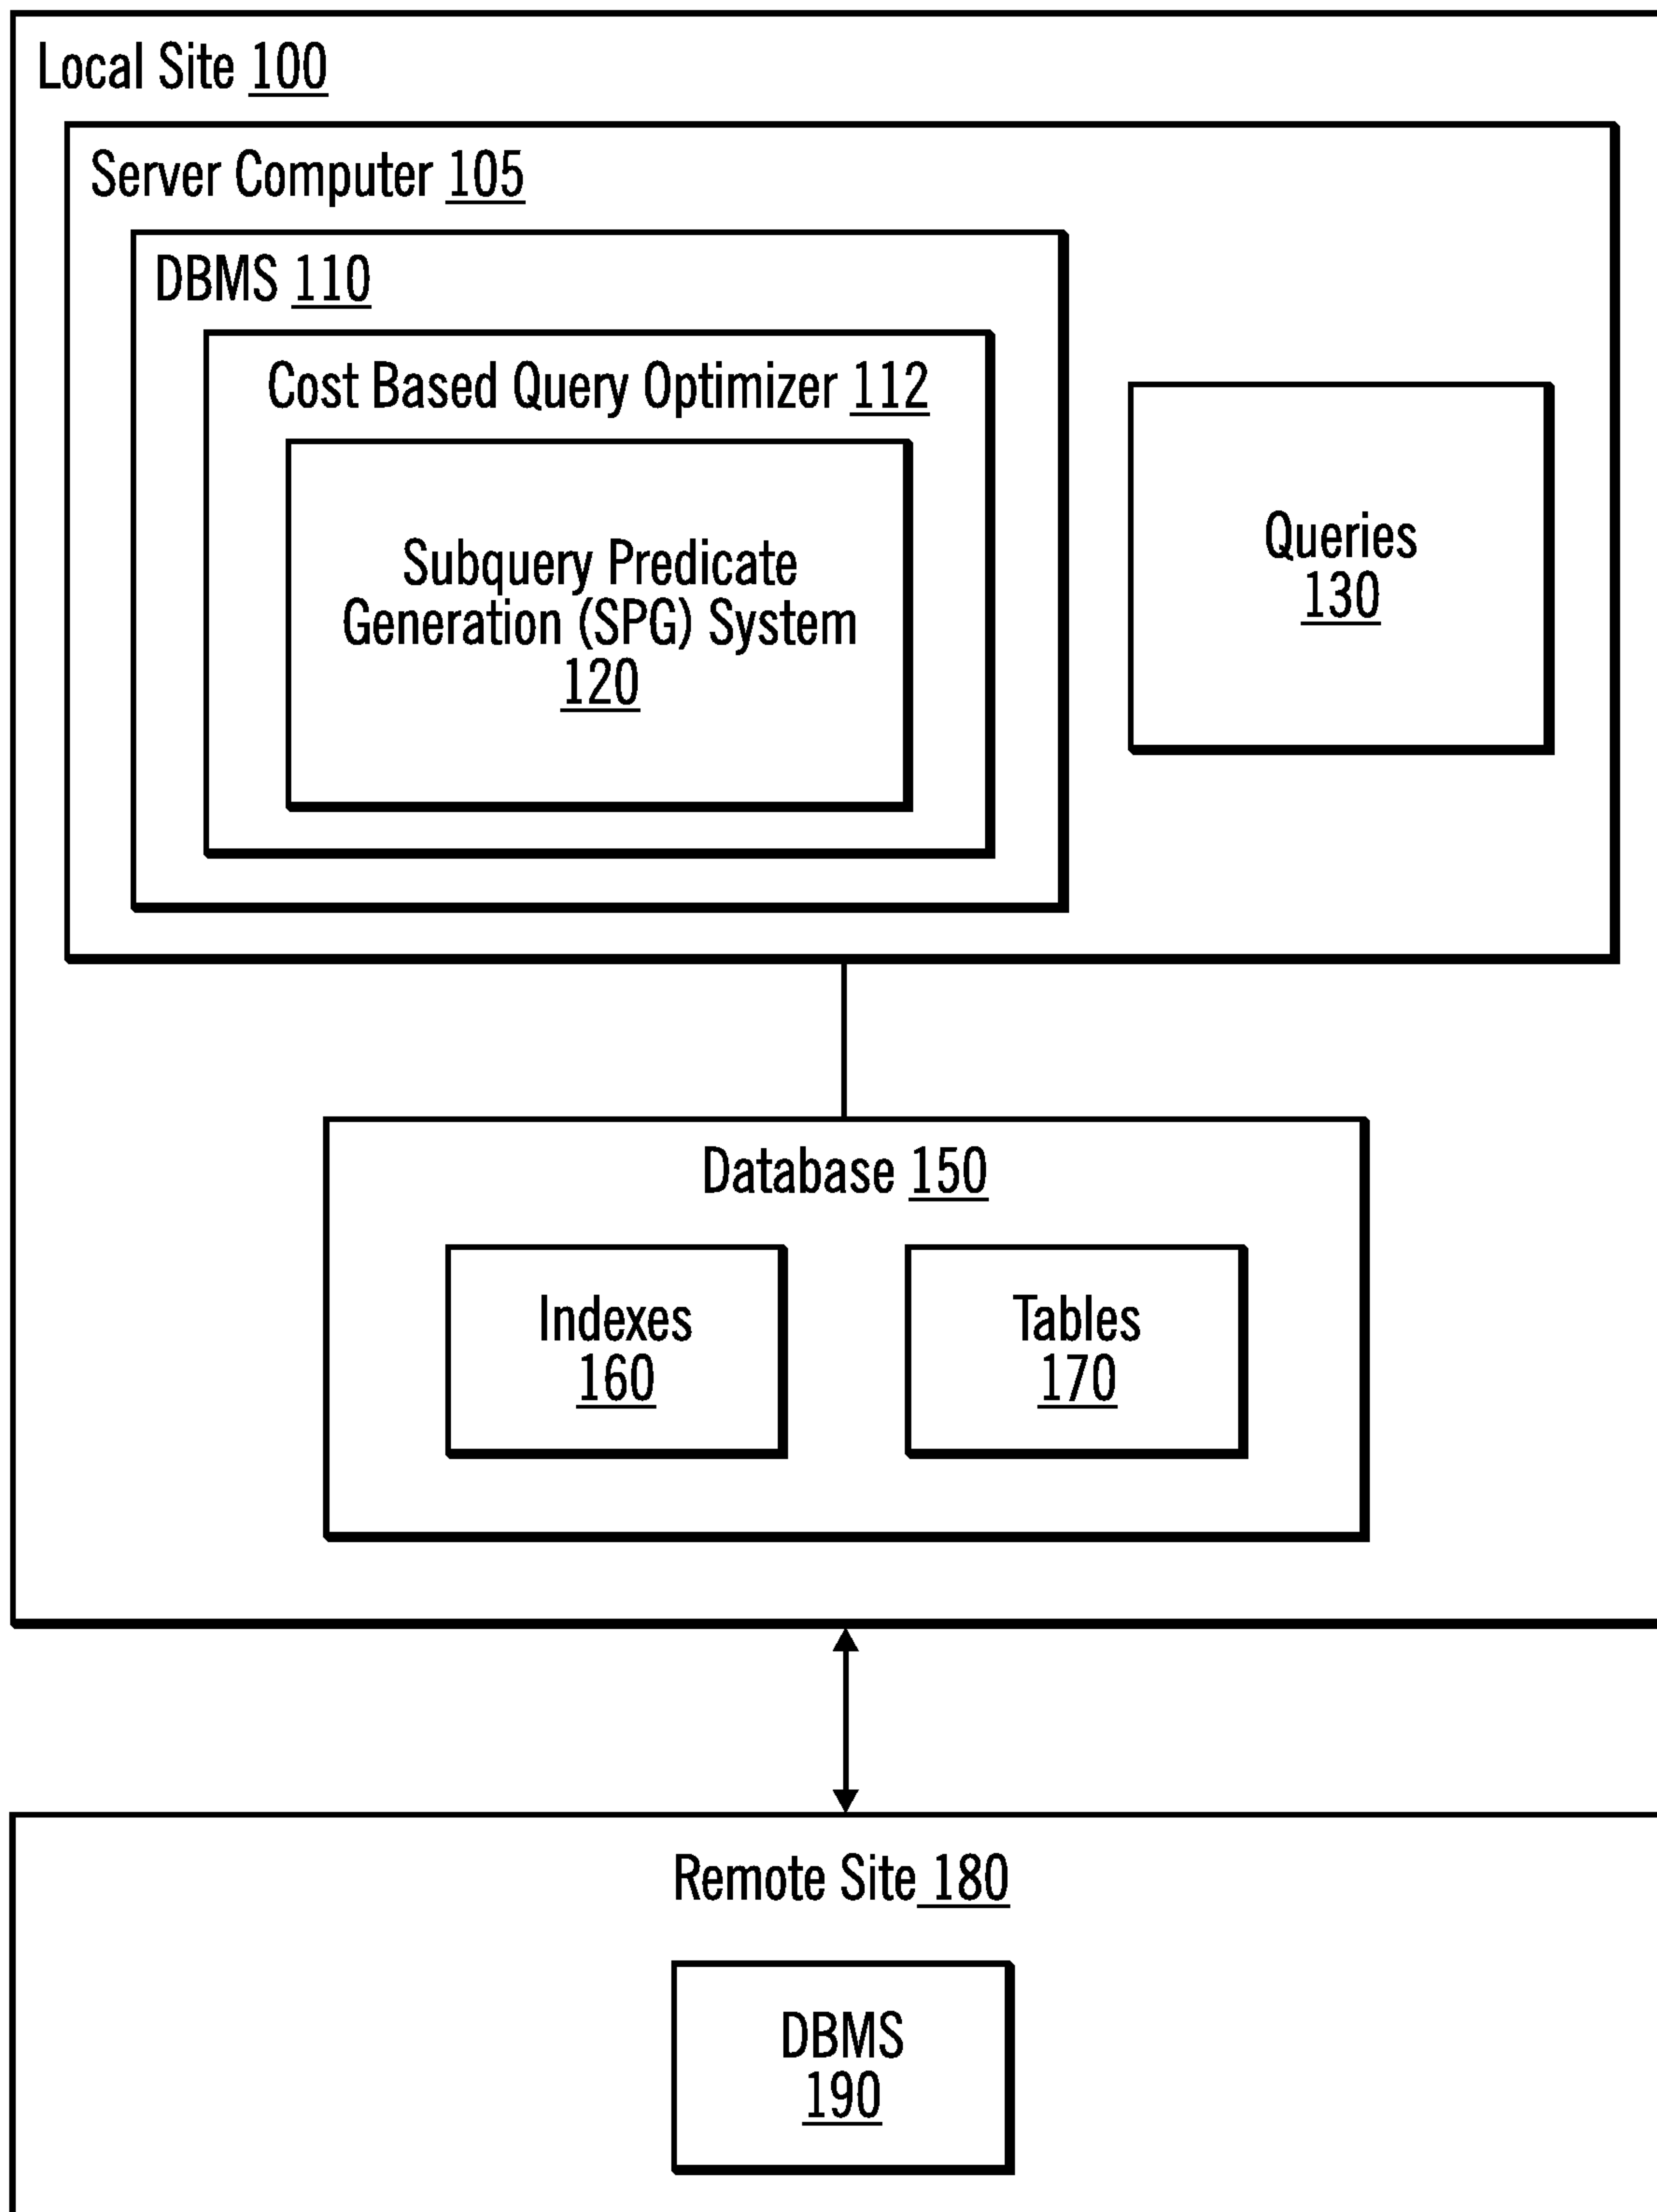 Local Site 100
Server Computer 105
DBMS 110
Cost Based Query Optimizer 112
Subquery Predicate
Generation (SPG) System
120
Queries
130
Database 150
Indexes
160
Tables
170
Remote Site 180
DBMS
190